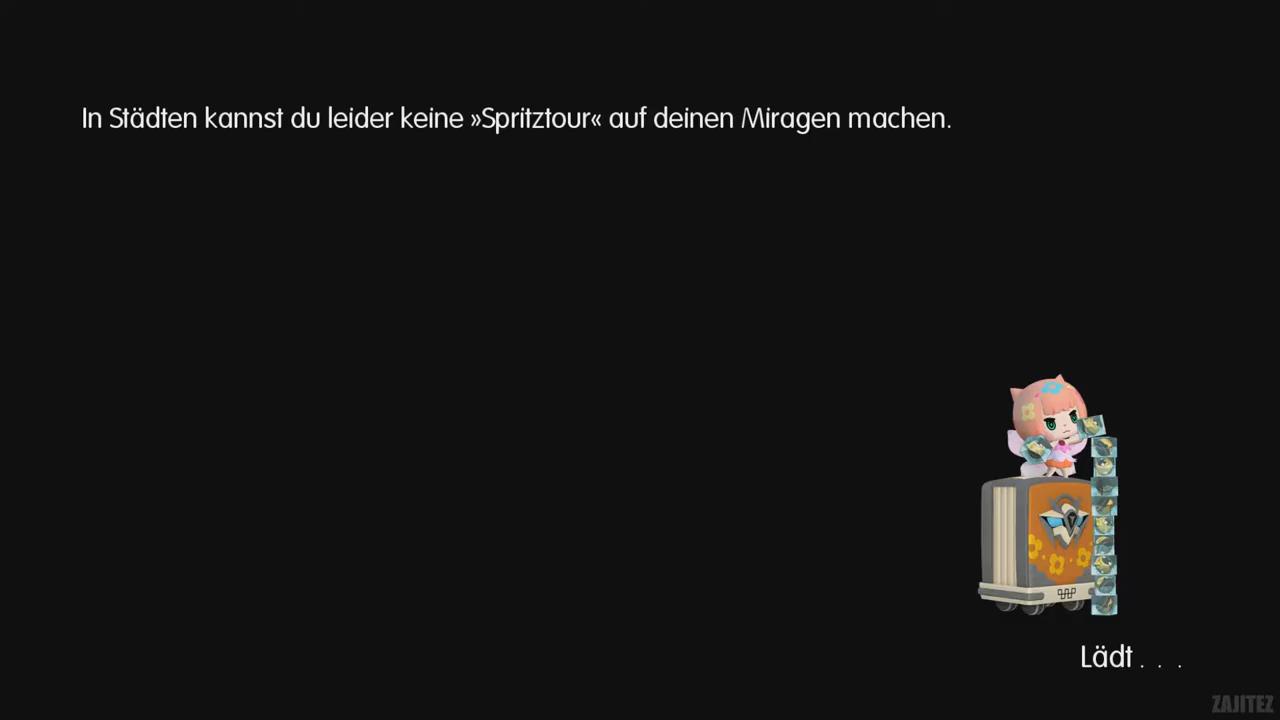 In Städten kannst du leider keine »Spritztour« auf deinen Miragen machen.
Lädt . . .
ZAJITEZ